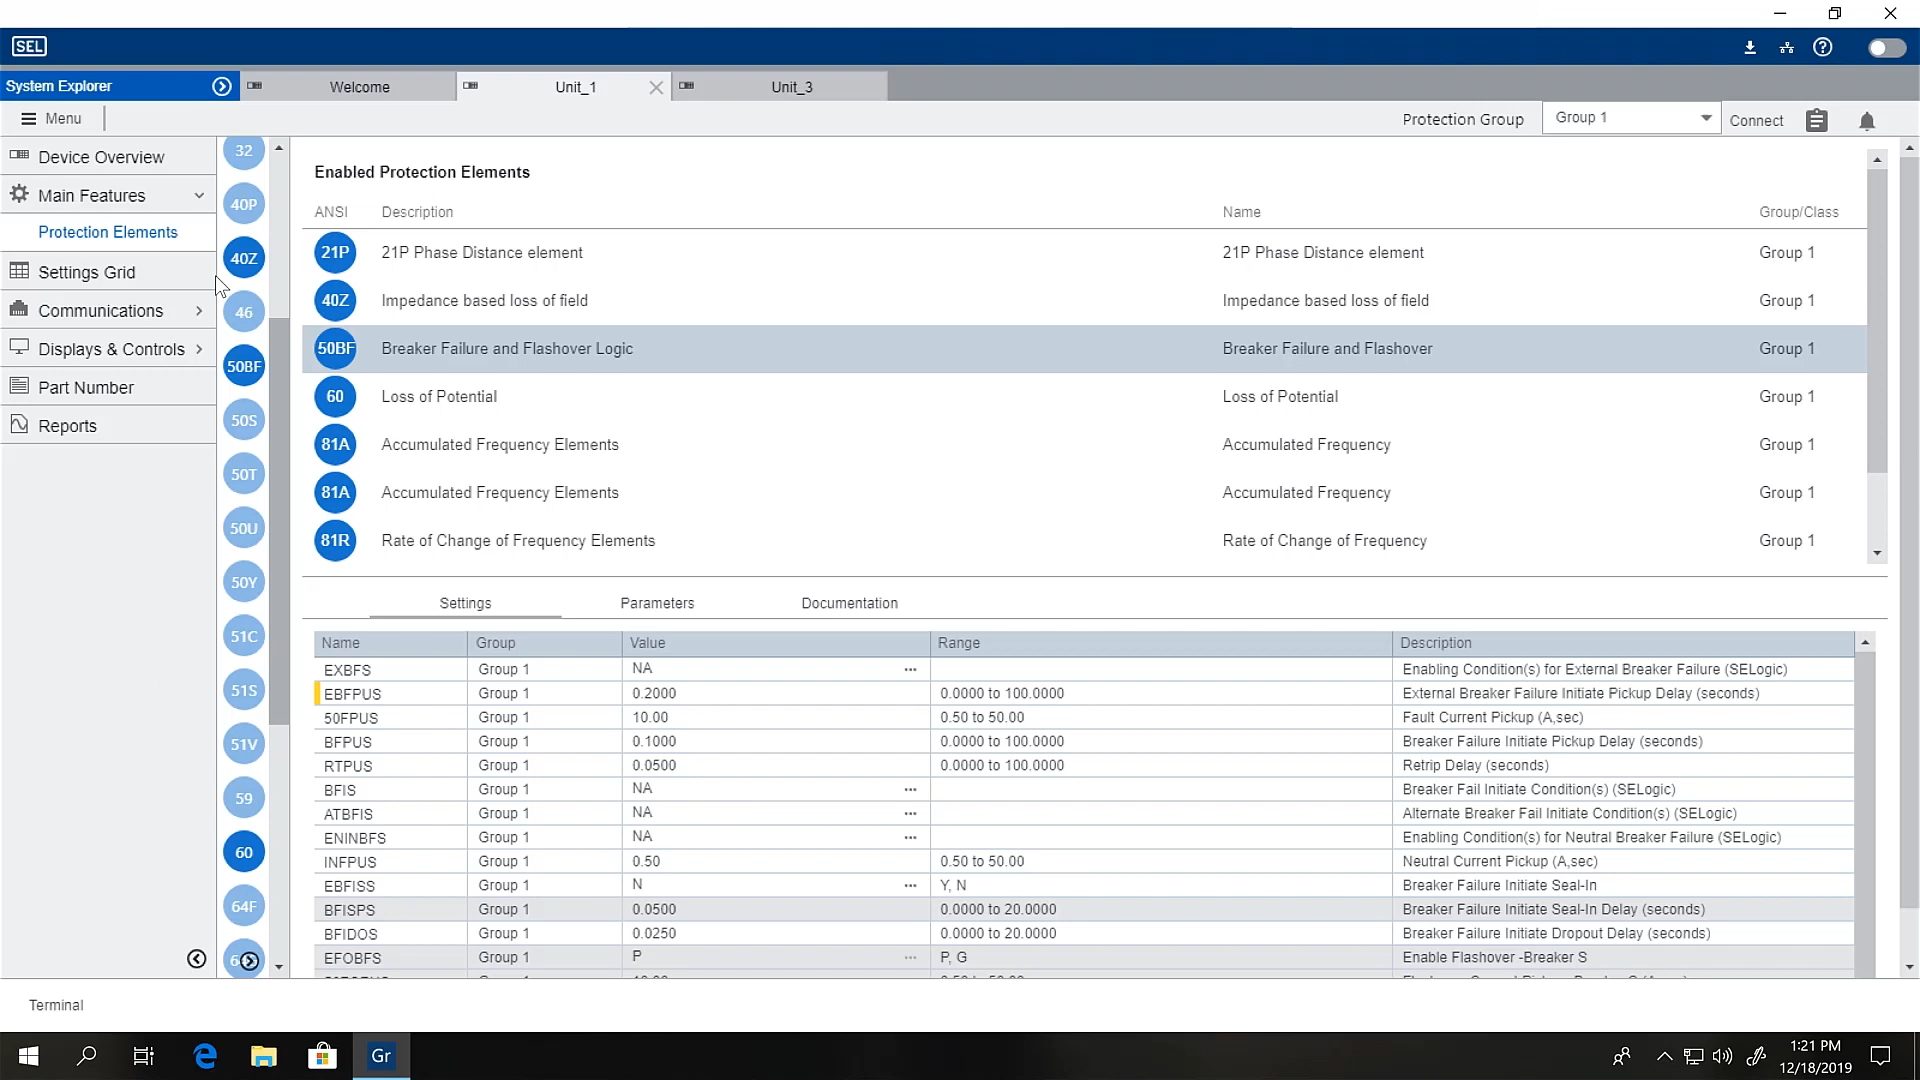 SEL
System Explorer
Welcome
Unit_1
Unit_3
Menu
Protection Group
Group 1
Connect
Device Overview
Main Features
Protection Elements
Settings Grid
Communications
Displays & Controls
Part Number
Reports
32
40P
40Z
46
50BF
50S
50T
50U
50Y
51C
51S
51V
59
60
64F
Enabled Protection Elements
ANSI Description Name Group/Class
21P 21P Phase Distance element 21P Phase Distance element Group 1
40Z Impedance based loss of field Impedance based loss of field Group 1
50BF Breaker Failure and Flashover Logic Breaker Failure and Flashover Group 1
60 Loss of Potential Loss of Potential Group 1
81A Accumulated Frequency Elements Accumulated Frequency Group 1
81A Accumulated Frequency Elements Accumulated Frequency Group 1
81R Rate of Change of Frequency Elements Rate of Change of Frequency Group 1
Settings Parameters Documentation
Name Group Value Range Description
EXBFS Group 1 NA ... Enabling Condition(s) for External Breaker Failure (SELogic)
EBFPUS Group 1 0.2000 0.0000 to 100.0000 External Breaker Failure Initiate Pickup Delay (seconds)
50FPUS Group 1 10.00 0.50 to 50.00 Fault Current Pickup (A,sec)
BFPUS Group 1 0.1000 0.0000 to 100.0000 Breaker Failure Initiate Pickup Delay (seconds)
RTPUS Group 1 0.0500 0.0000 to 100.0000 Retrip Delay (seconds)
BFIS Group 1 NA ... Breaker Fail Initiate Condition(s) (SELogic)
ATBFIS Group 1 NA ... Alternate Breaker Fail Initiate Condition(s) (SELogic)
ENINBFS Group 1 NA ... Enabling Condition(s) for Neutral Breaker Failure (SELogic)
INFPUS Group 1 0.50 0.50 to 50.00 Neutral Current Pickup (A,sec)
EBFISS Group 1 N ... Y, N Breaker Failure Initiate Seal-In
BFISPS Group 1 0.0500 0.0000 to 20.0000 Breaker Failure Initiate Seal-In Delay (seconds)
BFIDOS Group 1 0.0250 0.0000 to 20.0000 Breaker Failure Initiate Dropout Delay (seconds)
EFOBFS Group 1 P ... P, G Enable Flashover -Breaker S
Terminal
Gr
1:21 PM
12/18/2019